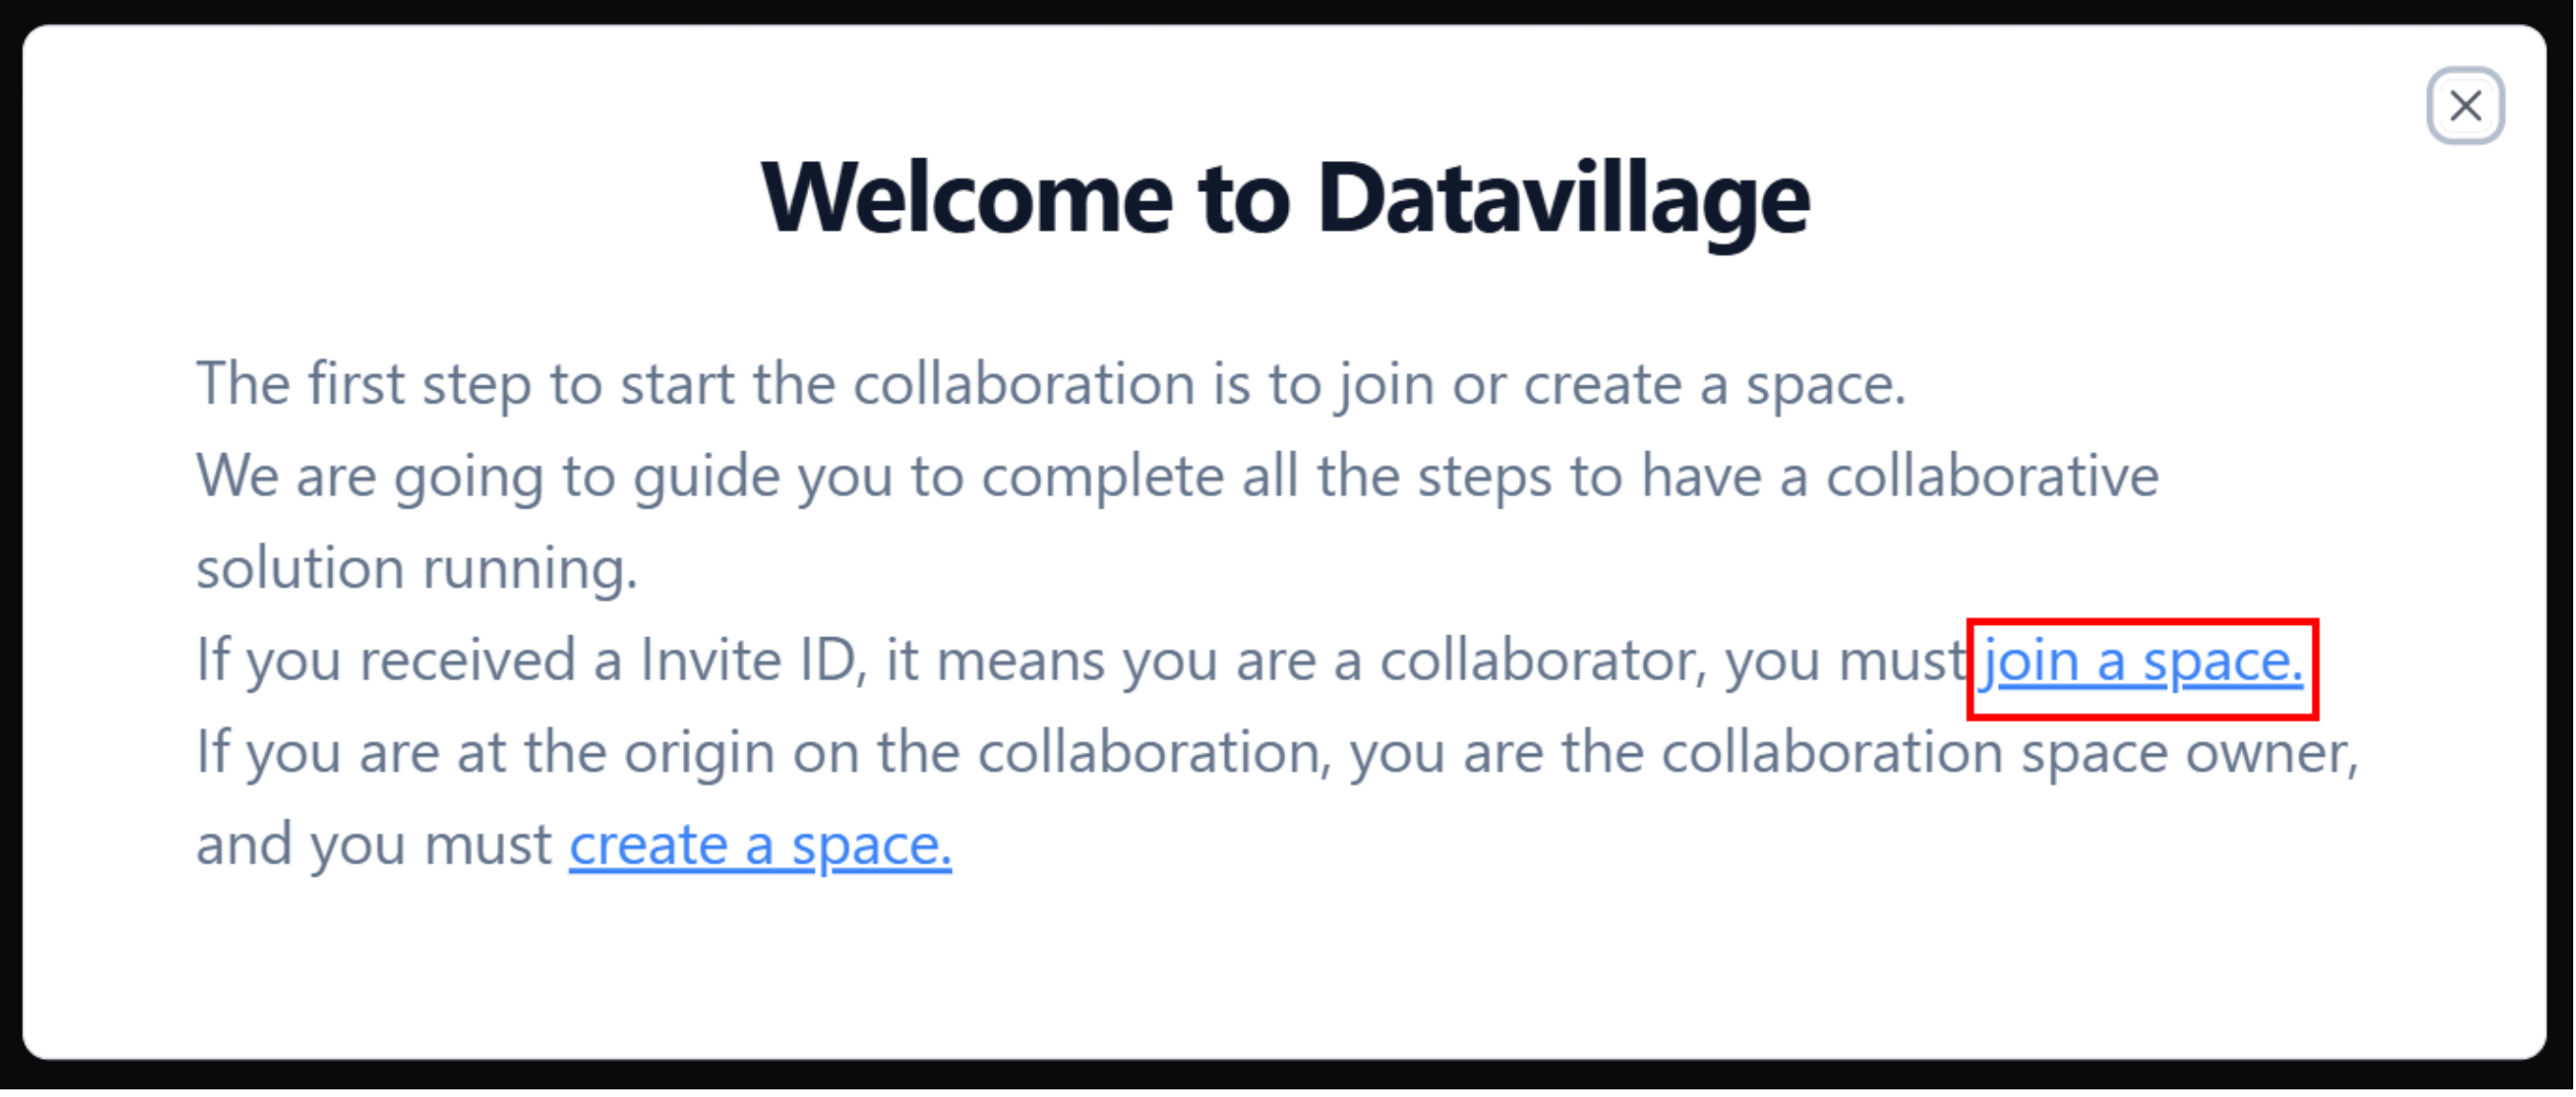 Welcome to Datavillage
The first step to start the collaboration is to join or create a space.
We are going to guide you to complete all the steps to have a collaborative
solution running.
If you received a Invite ID, it means you are a collaborator, you must join a space.
If you are at the origin on the collaboration, you are the collaboration space owner,
and you must create a space.